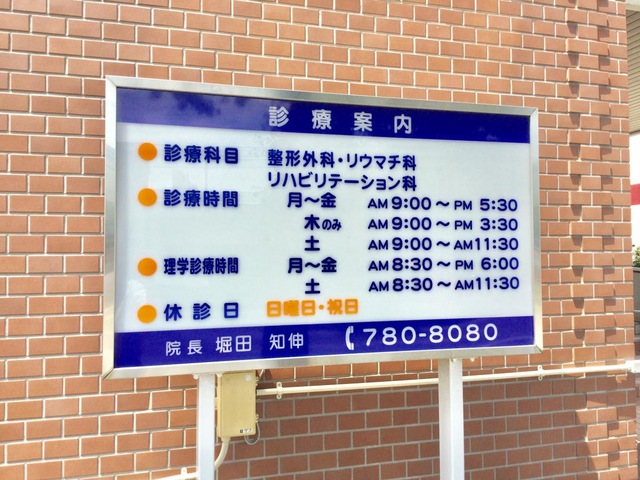 診療案内
診療科目 整形外科・リウマチ科
リハビリテーション科
診療時間 月〜金 AM 9:00 〜 PM 5:30
木のみ AM 9:00 〜 PM 3:30
土 AM 9:00 〜 AM 11:30
理学診療時間 月〜金 AM 8:30 〜 PM 6:00
土 AM 8:30 〜 AM 11:30
休診日 日曜日・祝日
院長 堀田 知伸 780-8080